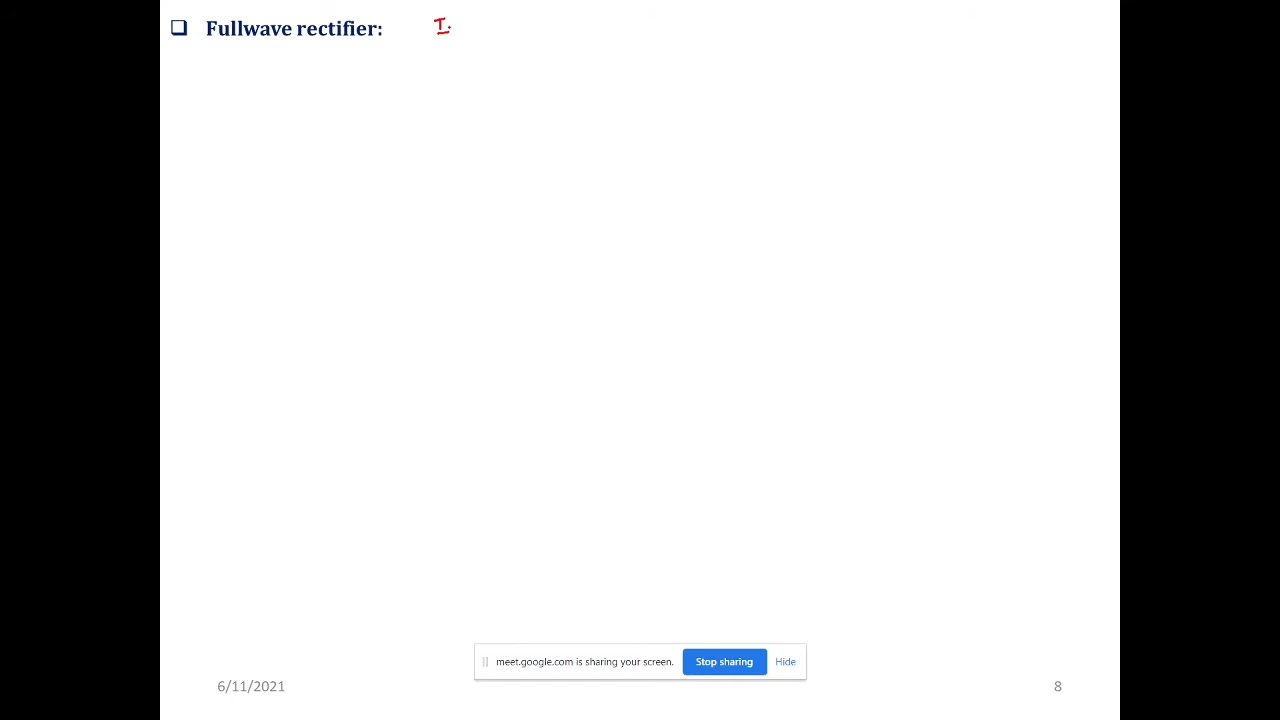 Fullwave rectifier: I.
meet.google.com is sharing your screen. Stop sharing Hide
6/11/2021 8